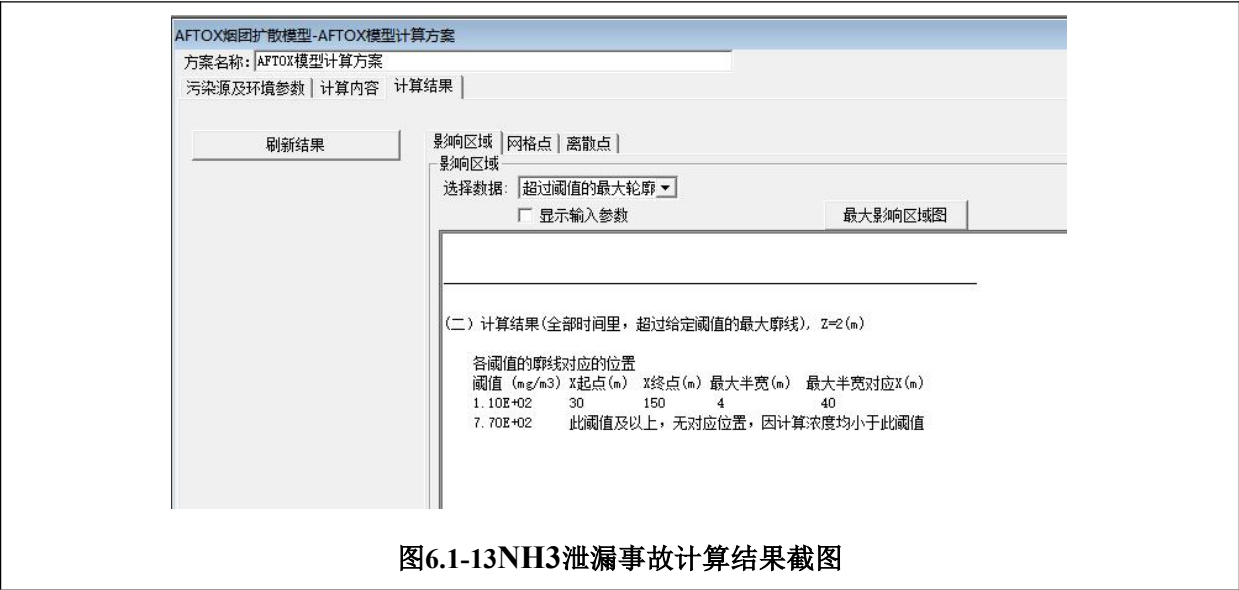 AFTOX烟团扩散模型-AFTOX模型计算方案
方案名称: AFTOX模型计算方案
污染源及环境参数 计算内容 计算结果
刷新结果
影响区域 网格点 离散点
影响区域
选择数据: 超过阈值的最大轮廓
显示输入参数 最大影响区域图
(二) 计算结果(全部时间里，超过给定阈值的最大廓线), Z=2(m)
各阈值的廓线对应的位置
阈值 (mg/m3) X起点(m) X终点(m) 最大半宽(m) 最大半宽对应X(m)
1.10E+02 30 150 4 40
7.70E+02 此阈值及以上，无对应位置，因计算浓度均小于此阈值
图6.1-13NH3泄漏事故计算结果截图